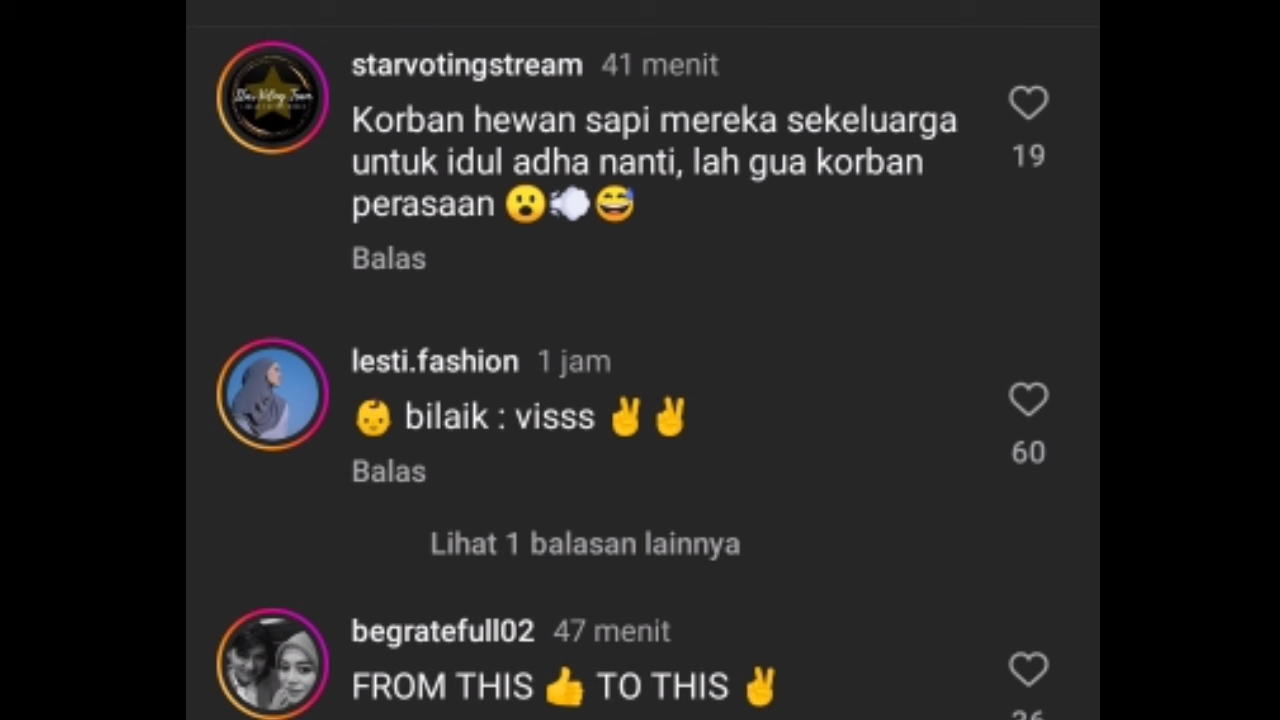 starvotingstream 41 menit
Korban hewan sapi mereka sekeluarga
19
untuk idul adha nanti, lah gua korban
perasaan 😮💨😅
Balas
lesti.fashion 1 jam
👶 bilaik : visss ✌️✌️
60
Balas
Lihat 1 balasan lainnya
begratefull02 47 menit
FROM THIS 👍 TO THIS ✌️